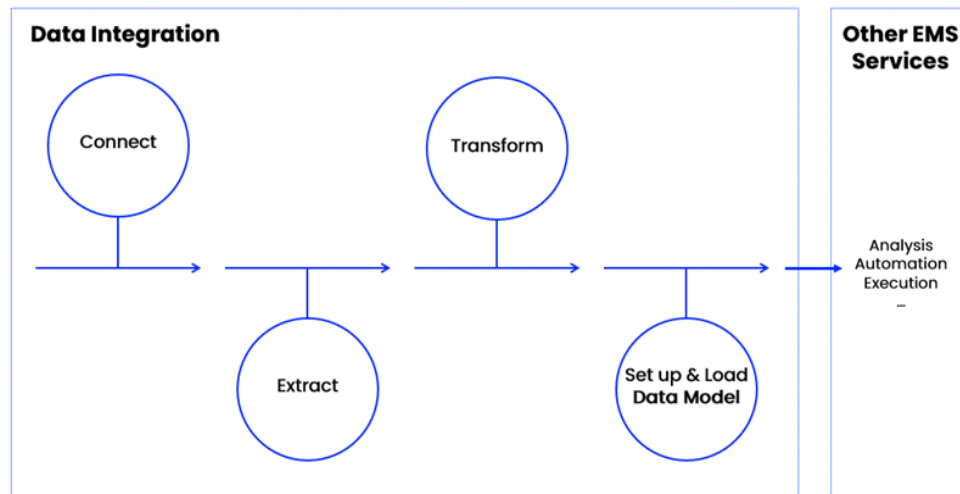 Data Integration
Other EMS
Services
Connect
Transform
Analysis
Automation
Execution
...
Extract
Set up & Load
Data Model